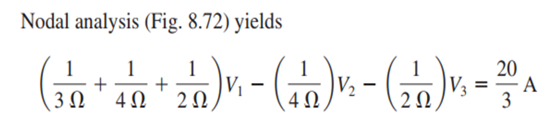 Nodal analysis (Fig. 8.72) yields
(1/3 Ω + 1/4 Ω + 1/2 Ω)V₁ − (1/4 Ω)V₂ − (1/2 Ω)V₃ = 20/3 A